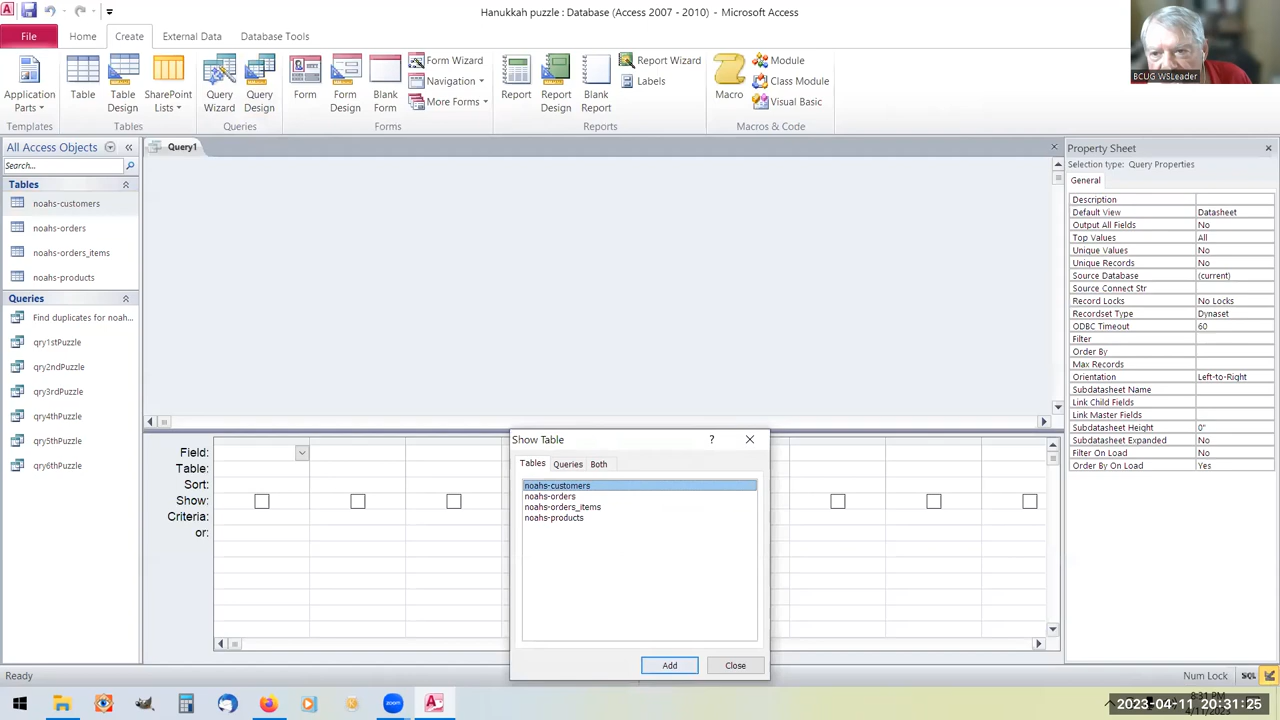 Hanukkah puzzle : Database (Access 2007 - 2010) - Microsoft Access
File Home Create External Data Database Tools
Application Parts
Table
Table Design
SharePoint Lists
Query Wizard
Query Design
Form
Form Design
Blank Form
Form Wizard
Navigation
More Forms
Report
Report Design
Blank Report
Report Wizard
Labels
Macro
Module
Class Module
Visual Basic
Templates Tables Queries Forms Reports Macros & Code
BCUG WSLeader
All Access Objects
Search...
Tables
noahs-customers
noahs-orders
noahs-orders_items
noahs-products
Queries
Find duplicates for noah...
qry1stPuzzle
qry2ndPuzzle
qry3rdPuzzle
qry4thPuzzle
qry5thPuzzle
qry6thPuzzle
Query1
Field:
Table:
Sort:
Show:
Criteria:
or:
Show Table
?
Tables Queries Both
noahs-customers
noahs-orders
noahs-orders_items
noahs-products
Add Close
Property Sheet
Selection type: Query Properties
General
Description
Default View Datasheet
Output All Fields No
Top Values All
Unique Values No
Unique Records No
Source Database (current)
Source Connect Str
Record Locks No Locks
Recordset Type Dynaset
ODBC Timeout 60
Filter
Order By
Max Records
Orientation Left-to-Right
Subdatasheet Name
Link Child Fields
Link Master Fields
Subdatasheet Height 0"
Subdatasheet Expanded No
Filter On Load No
Order By On Load Yes
Ready
Num Lock
SQL
zoom
8:31 PM
4/11/2023
2023-04-11 20:31:25